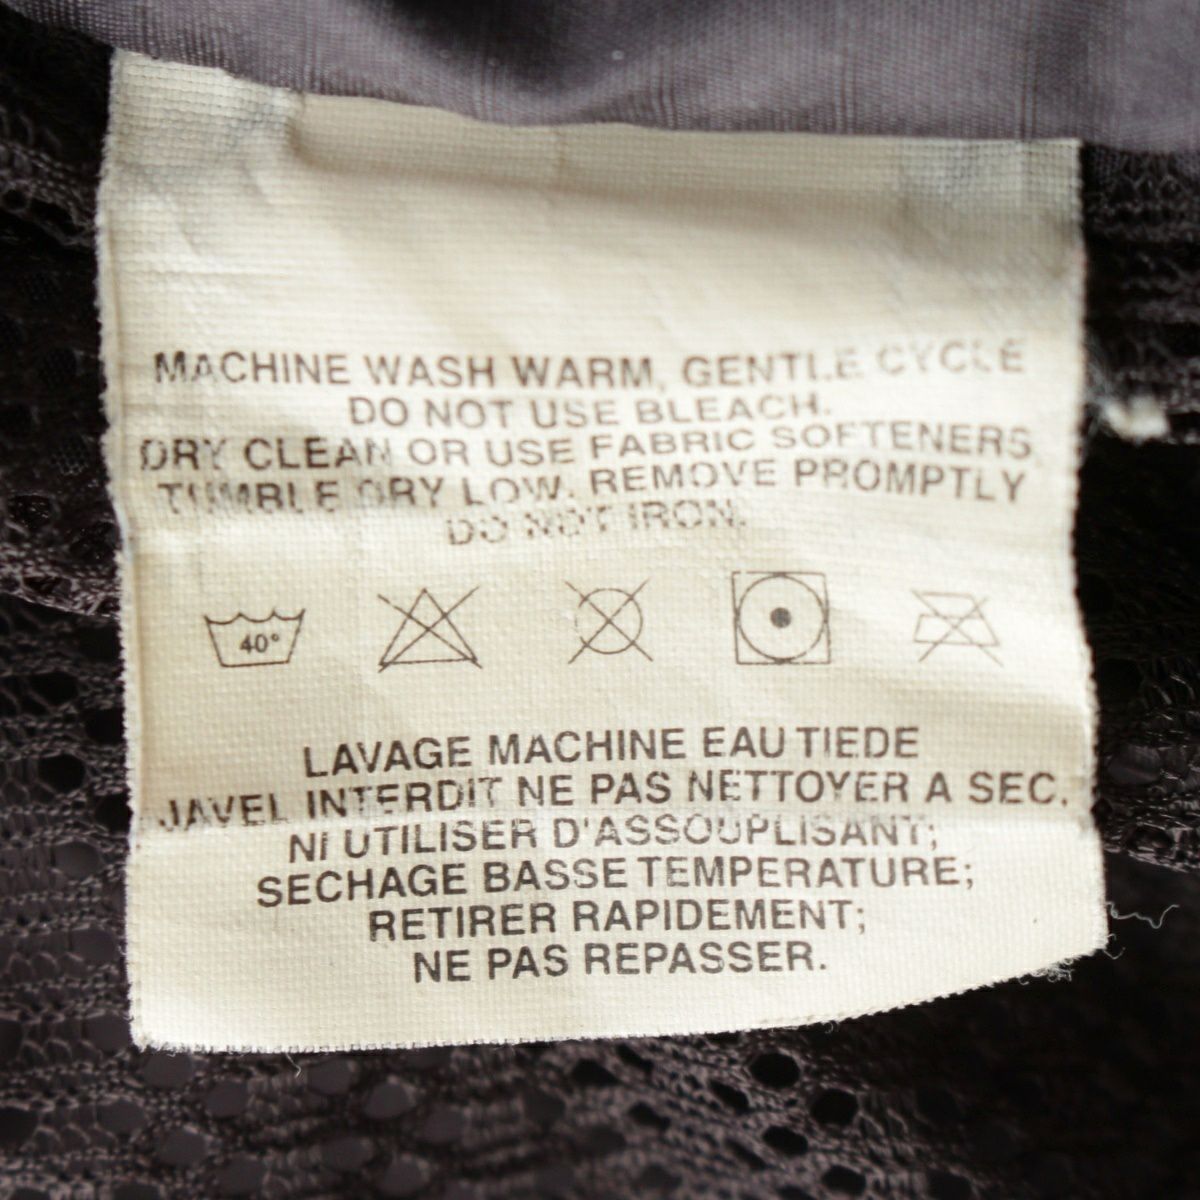 MACHINE WASH WARM, GENTLE CYCLE
DO NOT USE BLEACH.
DRY CLEAN OR USE FABRIC SOFTENERS
TUMBLE DRY LOW. REMOVE PROMPTLY
DO NOT IRON.
40°
LAVAGE MACHINE EAU TIEDE
JAVEL INTERDIT NE PAS NETTOYER A SEC.
NI UTILISER D'ASSOUPLISANT;
SECHAGE BASSE TEMPERATURE;
RETIRER RAPIDEMENT;
NE PAS REPASSER.